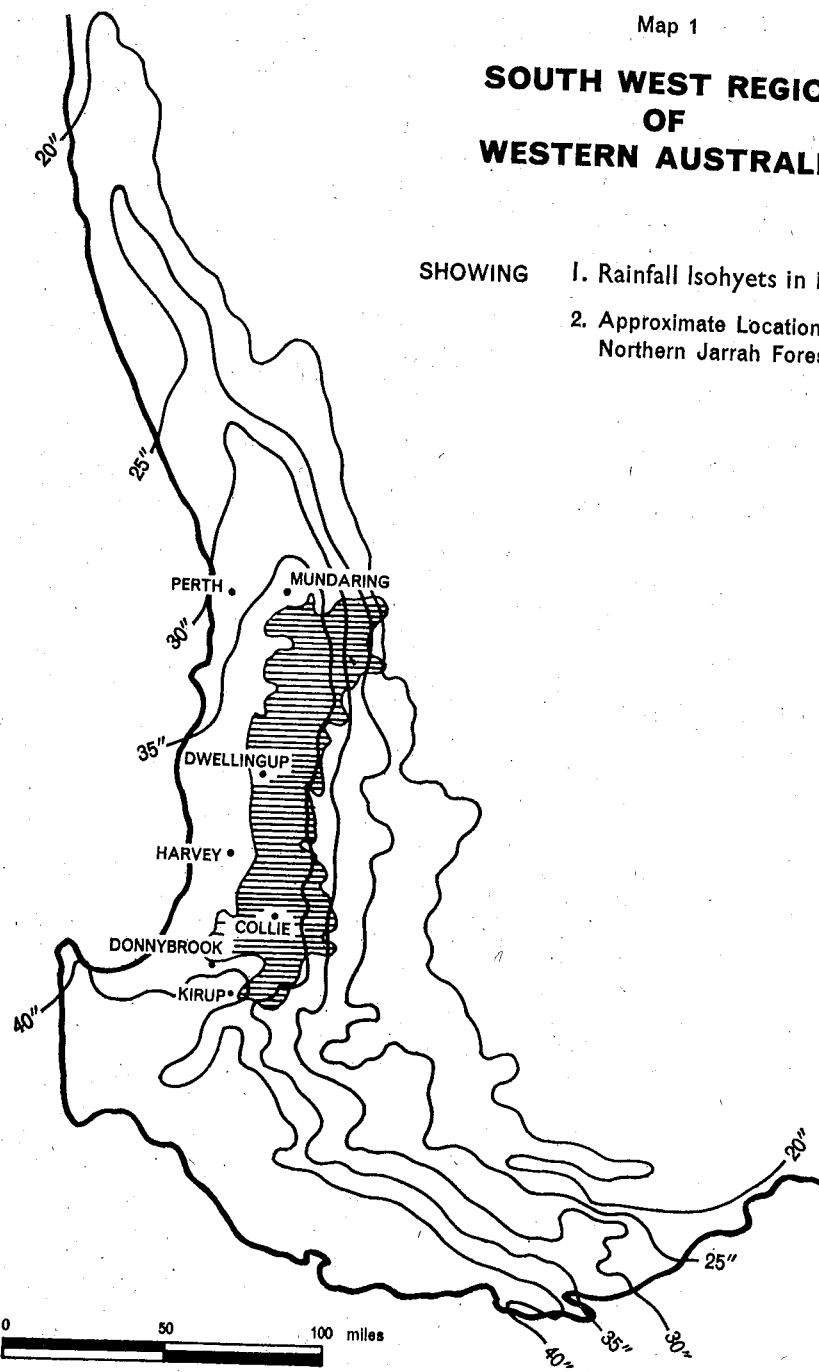 Map 1
SOUTH WEST REGIO
OF
WESTERN AUSTRALI
SHOWING 1. Rainfall Isohyets in
2. Approximate Location
Northern Jarrah Fores
20"
25"
PERTH
MUNDARING
30"
35"
DWELLINGUP
HARVEY
COLLIE
DONNYBROOK
KIRUP
40"
20"
25"
30"
35"
40"
0 50 100 miles